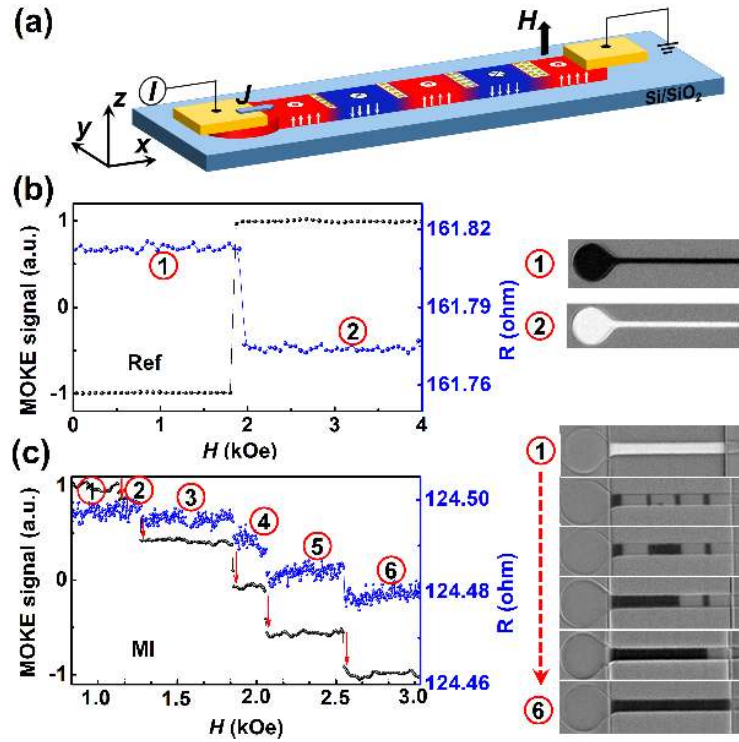 (a)
H
I
J
z
y
x
Si/SiO2
(b)
MOKE signal (a.u.)
1
0
-1
1
2
Ref
161.82
161.79
161.76
R (ohm)
0
1
2
3
4
H (kOe)
1
2
(c)
MOKE signal (a.u.)
1
0
-1
1
2
3
4
5
6
MI
124.50
124.48
124.46
R (ohm)
1.0
1.5
2.0
2.5
3.0
H (kOe)
1
6